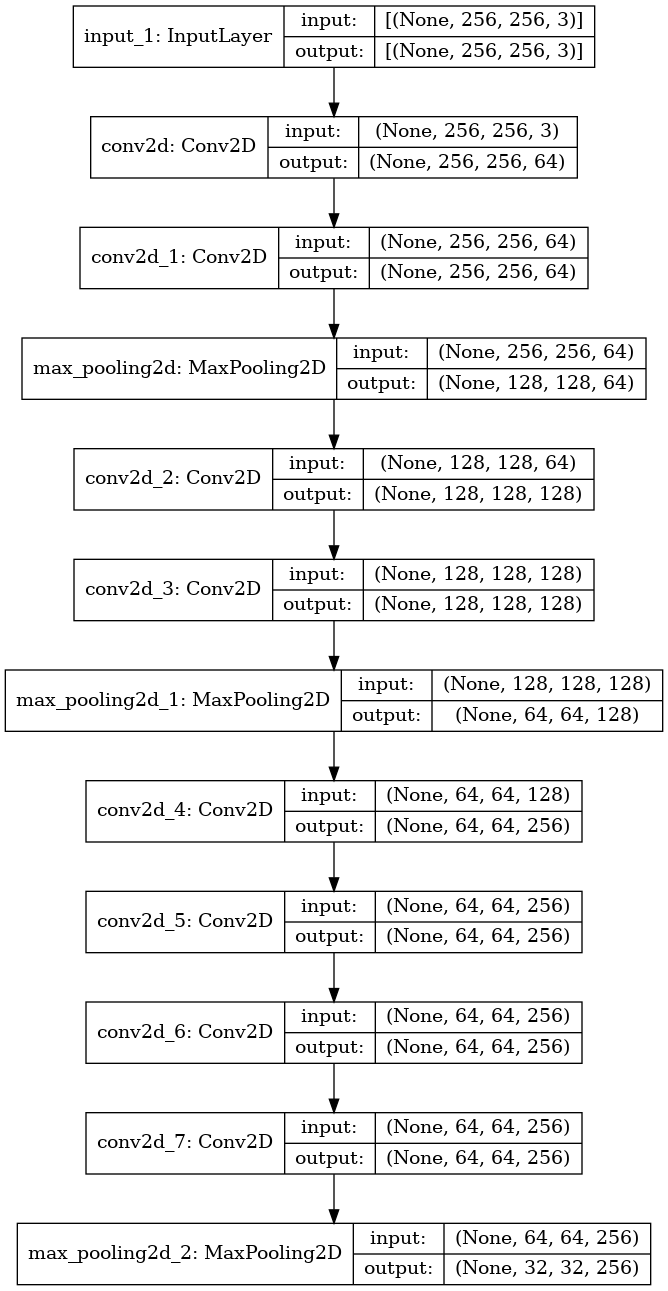 input_1: InputLayer
input:
[(None, 256, 256, 3)]
output:
[(None, 256, 256, 3)]
conv2d: Conv2D
input:
(None, 256, 256, 3)
output:
(None, 256, 256, 64)
conv2d_1: Conv2D
input:
(None, 256, 256, 64)
output:
(None, 256, 256, 64)
max_pooling2d: MaxPooling2D
input:
(None, 256, 256, 64)
output:
(None, 128, 128, 64)
conv2d_2: Conv2D
input:
(None, 128, 128, 64)
output:
(None, 128, 128, 128)
conv2d_3: Conv2D
input:
(None, 128, 128, 128)
output:
(None, 128, 128, 128)
max_pooling2d_1: MaxPooling2D
input:
(None, 128, 128, 128)
output:
(None, 64, 64, 128)
conv2d_4: Conv2D
input:
(None, 64, 64, 128)
output:
(None, 64, 64, 256)
conv2d_5: Conv2D
input:
(None, 64, 64, 256)
output:
(None, 64, 64, 256)
conv2d_6: Conv2D
input:
(None, 64, 64, 256)
output:
(None, 64, 64, 256)
conv2d_7: Conv2D
input:
(None, 64, 64, 256)
output:
(None, 64, 64, 256)
max_pooling2d_2: MaxPooling2D
input:
(None, 64, 64, 256)
output:
(None, 32, 32, 256)